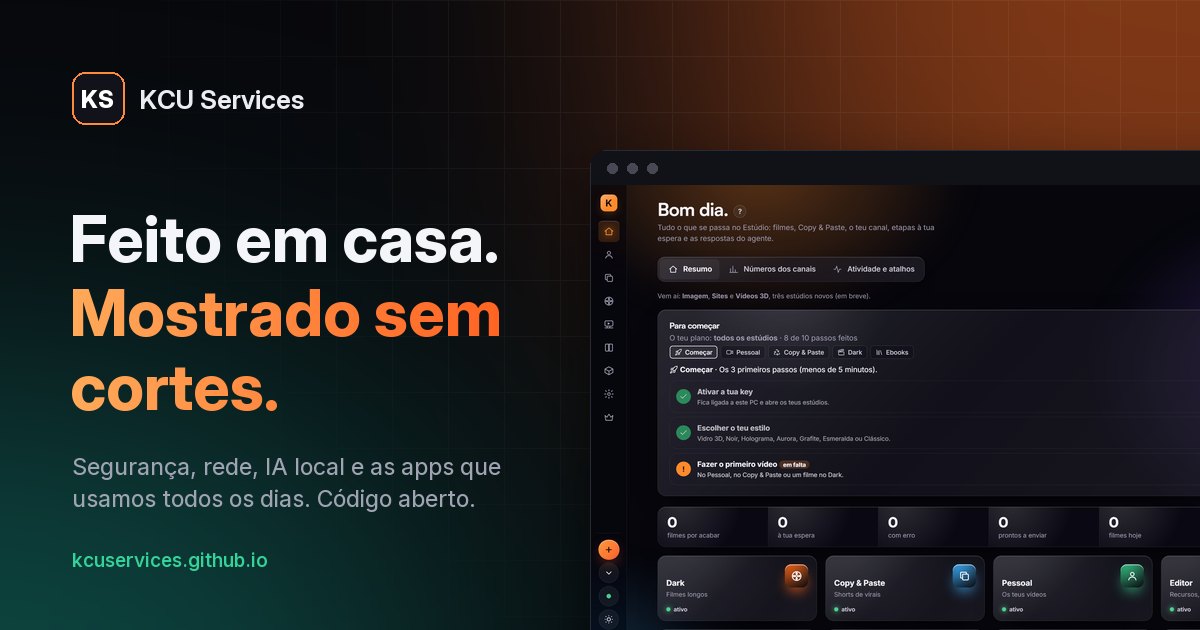 KS KCU Services
Feito em casa.
Mostrado sem
cortes.
Segurança, rede, IA local e as apps que
usamos todos os dias. Código aberto.
kcuservices.github.io
K
Bom dia. ?
Tudo o que se passa no Estúdio: filmes, Copy & Paste, o teu canal, etapas à tua
espera e as respostas do agente.
Resumo Números dos canais Atividade e atalhos
Vem aí: Imagem, Sites e Vídeos 3D, três estúdios novos (em breve).
Para começar
O teu plano: todos os estúdios · 8 de 10 passos feitos
Começar Pessoal Copy & Paste Dark Ebooks
Começar · Os 3 primeiros passos (menos de 5 minutos).
Ativar a tua key
Fica ligada a este PC e abre os teus estúdios.
Escolher o teu estilo
Vidro 3D, Noir, Holograma, Aurora, Grafite, Esmeralda ou Clássico.
! Fazer o primeiro vídeo em falta
No Pessoal, no Copy & Paste ou um filme no Dark.
0 0 0 0 0
filmes por acabar à tua espera com erro prontos a enviar filmes hoje
+
Dark Copy & Paste Pessoal Editor
Filmes longos Shorts de virais Os teus vídeos Recursos,
ativo ativo ativo ativo